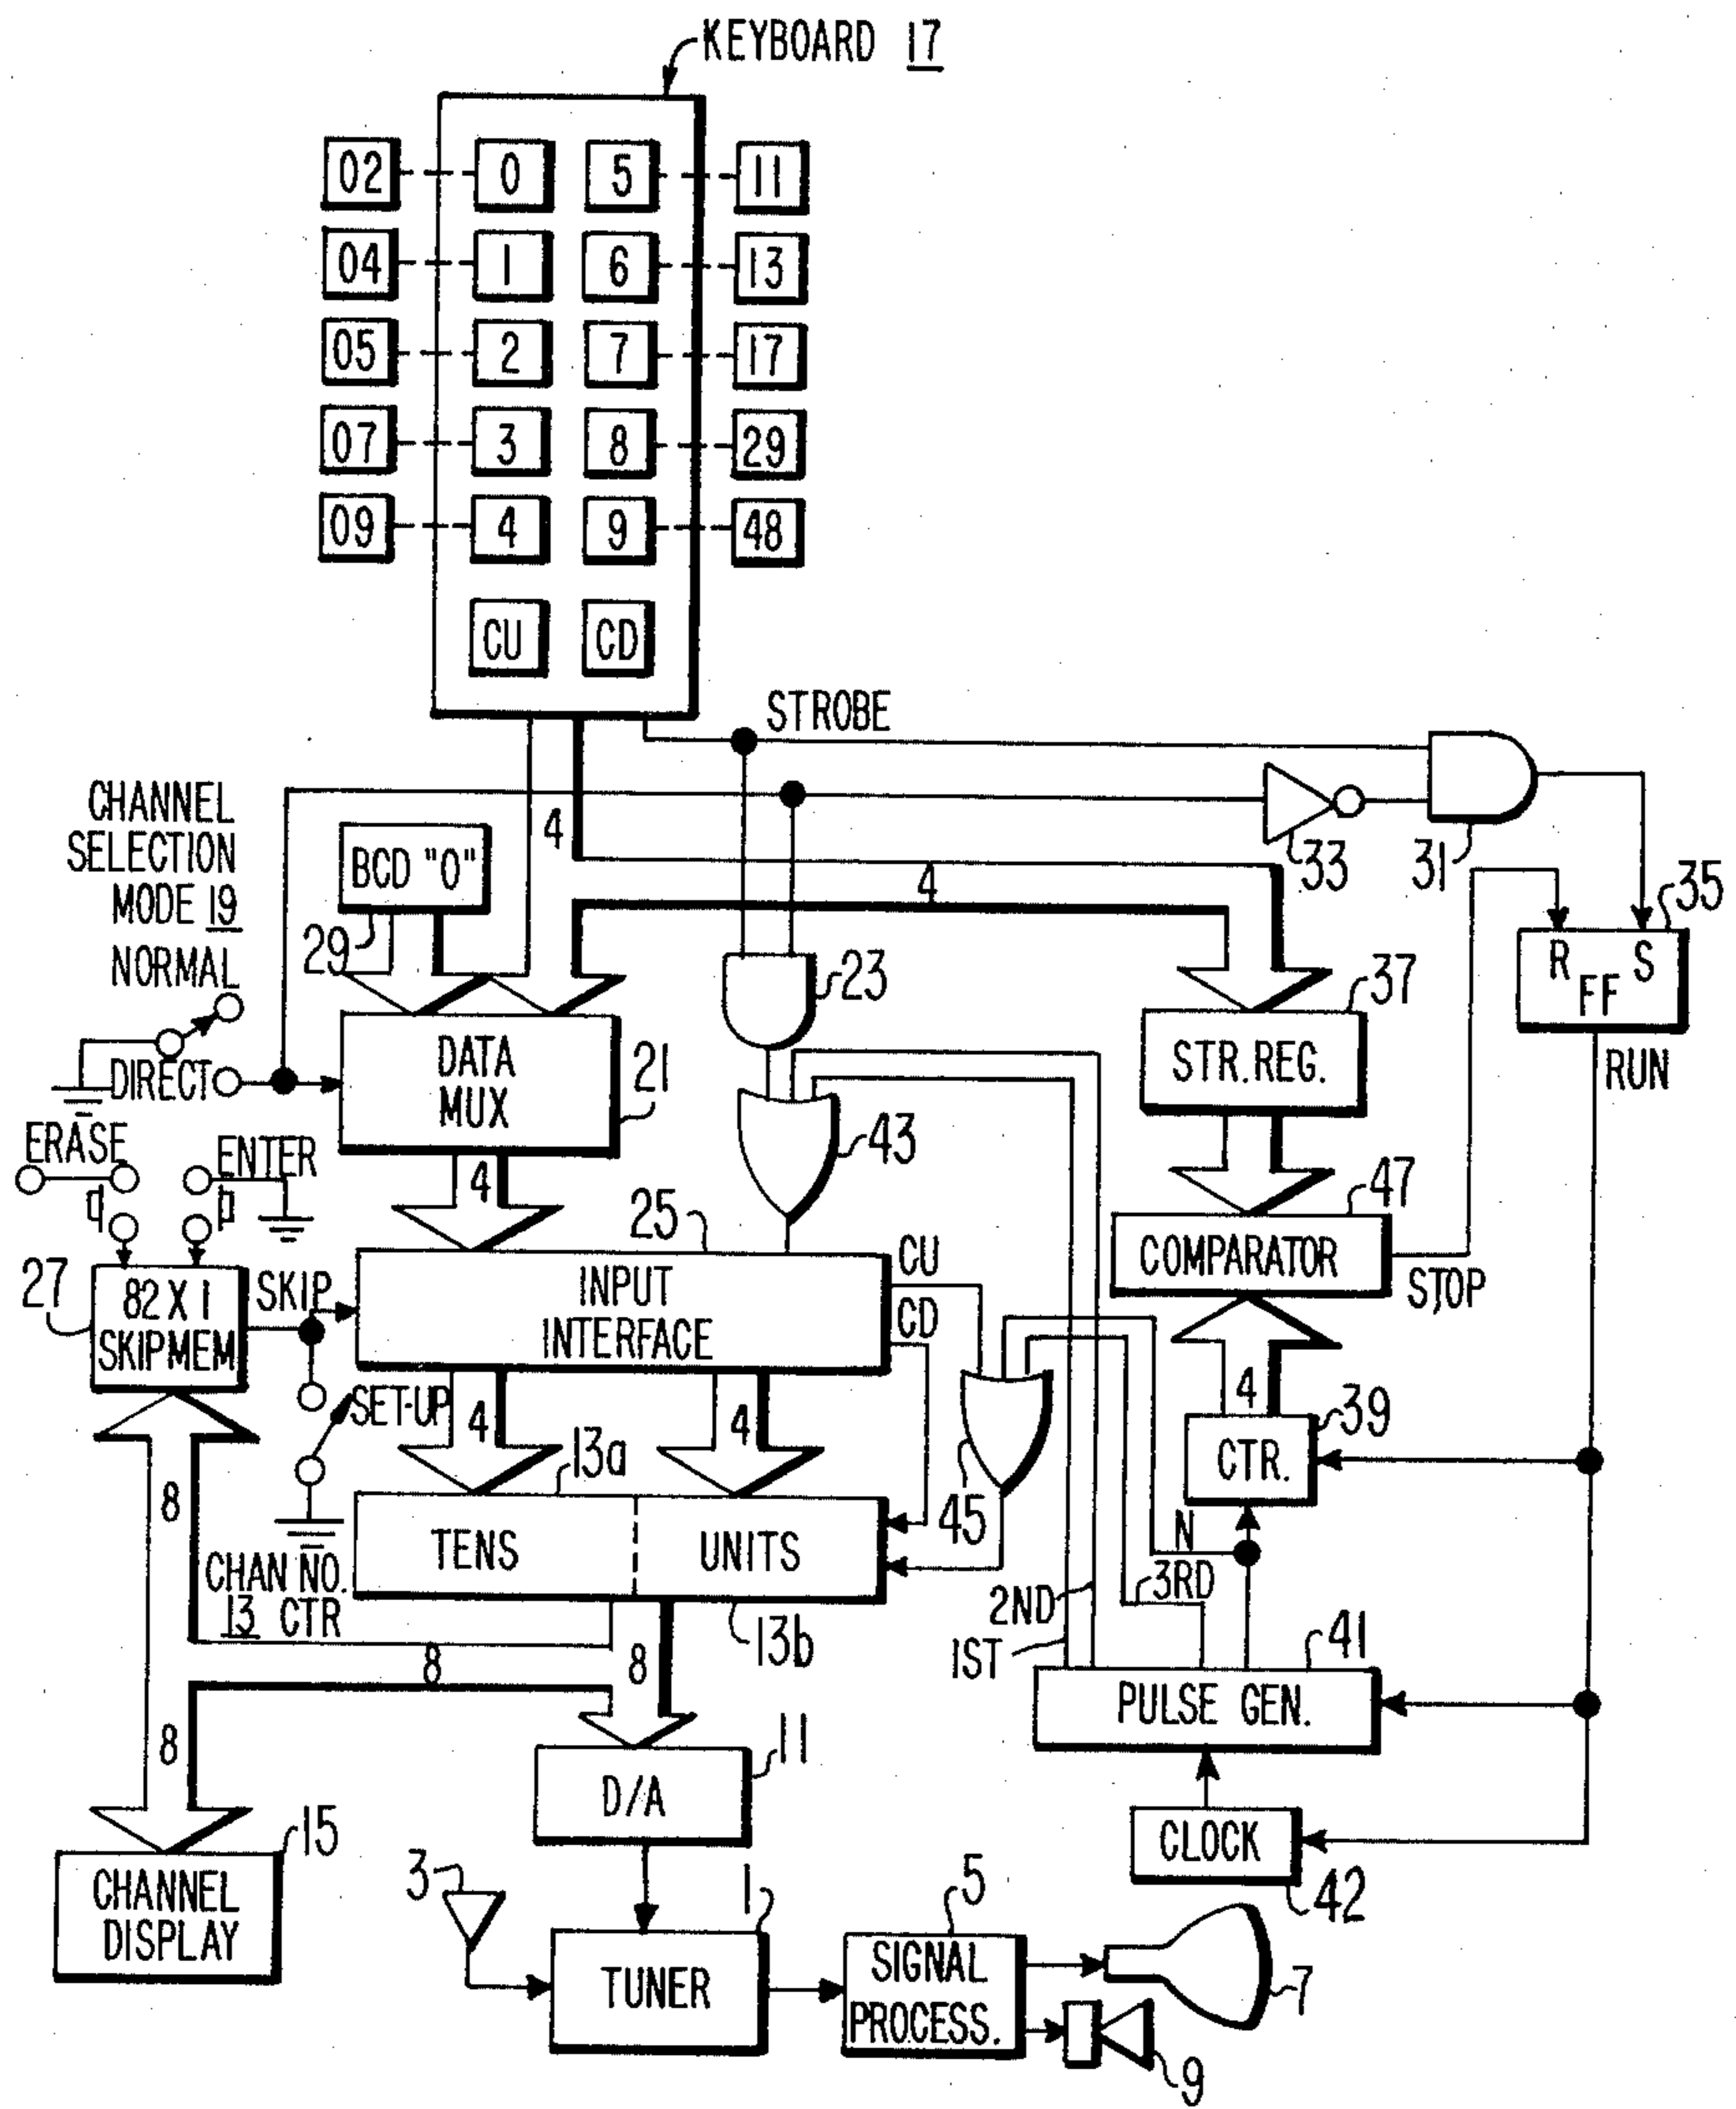 KEYBOARD 17
02 0 5 11
04 1 6 13
05 2 7 17
07 3 8 29
09 4 9 48
CU CD
STROBE
CHANNEL
SELECTION
MODE 19
NORMAL
DIRECT
BCD "0"
29
4
4
33
31
35
R S
FF
RUN
23
37
STR. REG.
DATA
MUX
21
43
ERASE
ENTER
4
25
47
COMPARATOR
STOP
27
82 X 1
SKIP MEM
SKIP
INPUT
INTERFACE
CU
CD
SET-UP
4
4
13a
45
4
39
CTR.
8
TENS
UNITS
N
3RD
2ND
1ST
CHAN NO.
13 CTR
13b
8
8
41
PULSE GEN.
8
11
D/A
CLOCK
42
15
CHANNEL
DISPLAY
3
1
TUNER
5
SIGNAL
PROCESS.
7
9